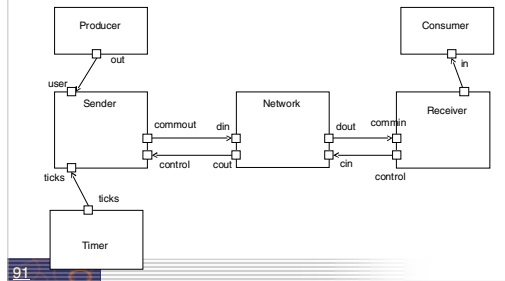 Producer
Consumer
out
in
user
Sender
Network
Receiver
commout
din
dout
commin
control
cout
cin
control
ticks
ticks
Timer
91